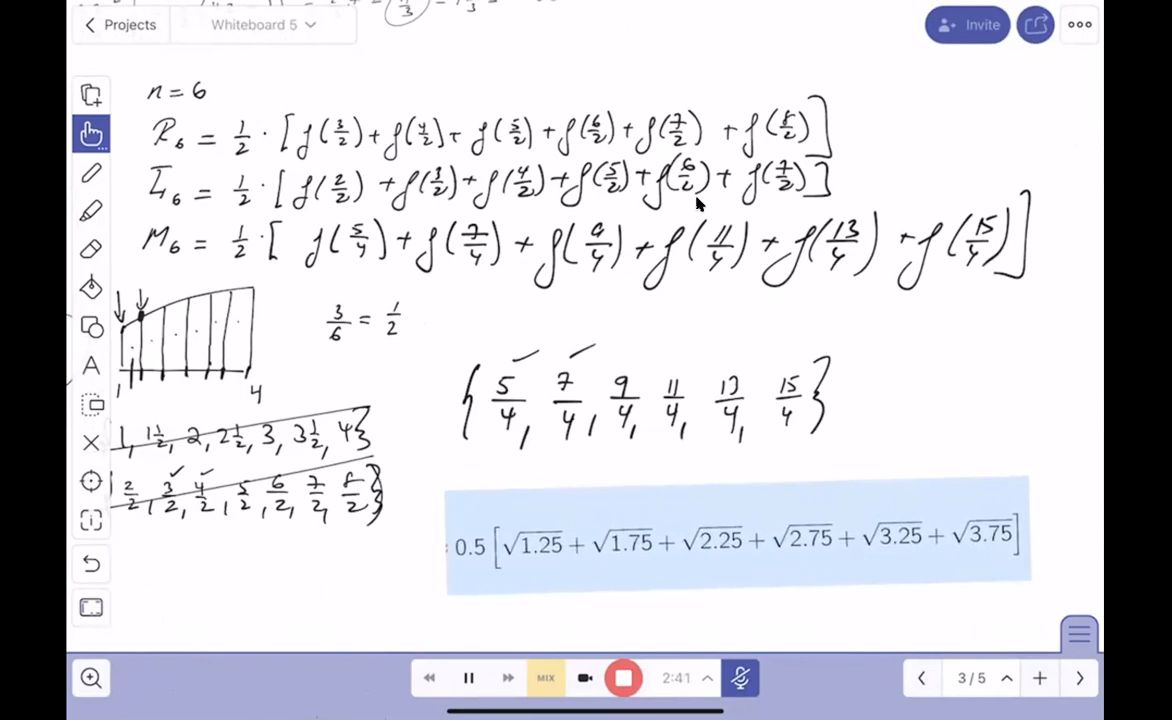 Projects
Whiteboard 5
Invite
n = 6
R₆ = 1/2 · [f(3/2) + f(4/2) + f(5/2) + f(6/2) + f(7/2) + f(8/2)]
L₆ = 1/2 · [f(2/2) + f(3/2) + f(4/2) + f(5/2) + f(6/2) + f(7/2)]
M₆ = 1/2 · [f(5/4) + f(7/4) + f(9/4) + f(11/4) + f(13/4) + f(15/4)]
3/6 = 1/2
1 4
{5/4, 7/4, 9/4, 11/4, 13/4, 15/4}
1, 1 1/2, 2, 2 1/2, 3, 3 1/2, 4}
2/2, 3/2, 4/2, 5/2, 6/2, 7/2, 8/2}
0.5 [√1.25 + √1.75 + √2.25 + √2.75 + √3.25 + √3.75]
A
MIX
2:41
3 / 5